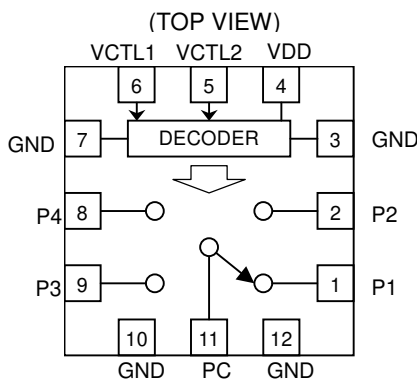 (TOP VIEW)
VCTL1 VCTL2 VDD
6 5 4
GND 7 DECODER 3 GND
P4 8 2 P2
P3 9 1 P1
10 11 12
GND PC GND